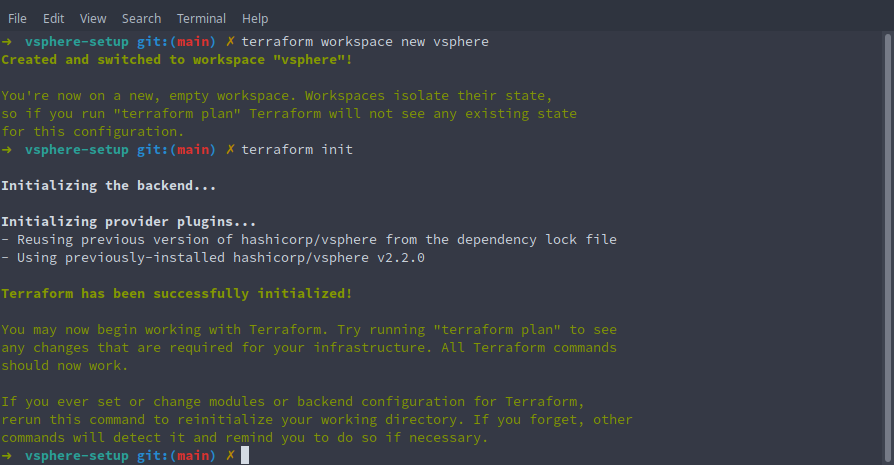 File Edit View Search Terminal Help
➜ vsphere-setup git:(main) ✗ terraform workspace new vsphere
Created and switched to workspace "vsphere"!
You're now on a new, empty workspace. Workspaces isolate their state,
so if you run "terraform plan" Terraform will not see any existing state
for this configuration.
➜ vsphere-setup git:(main) ✗ terraform init
Initializing the backend...
Initializing provider plugins...
- Reusing previous version of hashicorp/vsphere from the dependency lock file
- Using previously-installed hashicorp/vsphere v2.2.0
Terraform has been successfully initialized!
You may now begin working with Terraform. Try running "terraform plan" to see
any changes that are required for your infrastructure. All Terraform commands
should now work.
If you ever set or change modules or backend configuration for Terraform,
rerun this command to reinitialize your working directory. If you forget, other
commands will detect it and remind you to do so if necessary.
➜ vsphere-setup git:(main) ✗